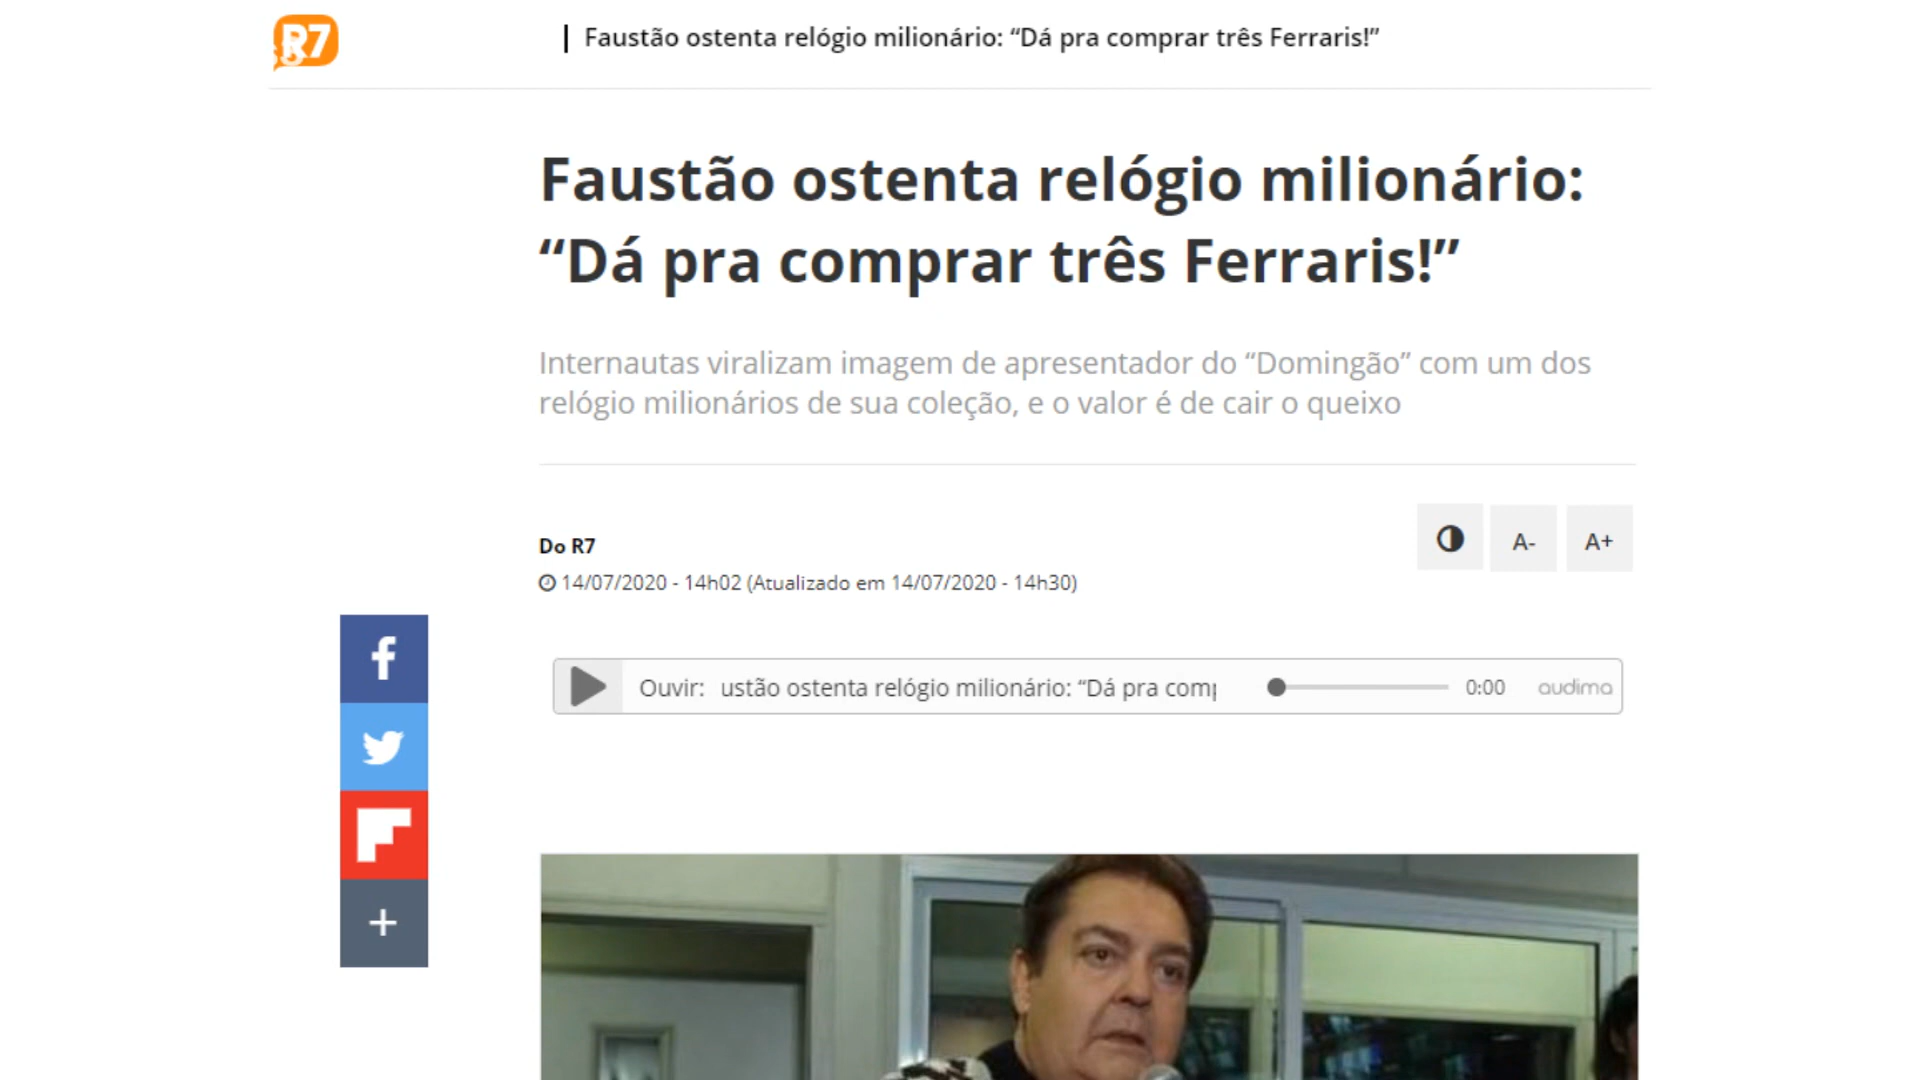 R7
Faustão ostenta relógio milionário: “Dá pra comprar três Ferraris!”
Faustão ostenta relógio milionário:
“Dá pra comprar três Ferraris!”
Internautas viralizam imagem de apresentador do “Domingão” com um dos
relógio milionários de sua coleção, e o valor é de cair o queixo
Do R7
14/07/2020 - 14h02 (Atualizado em 14/07/2020 - 14h30)
A-
A+
Ouvir: ustão ostenta relógio milionário: “Dá pra comp 0:00 audima